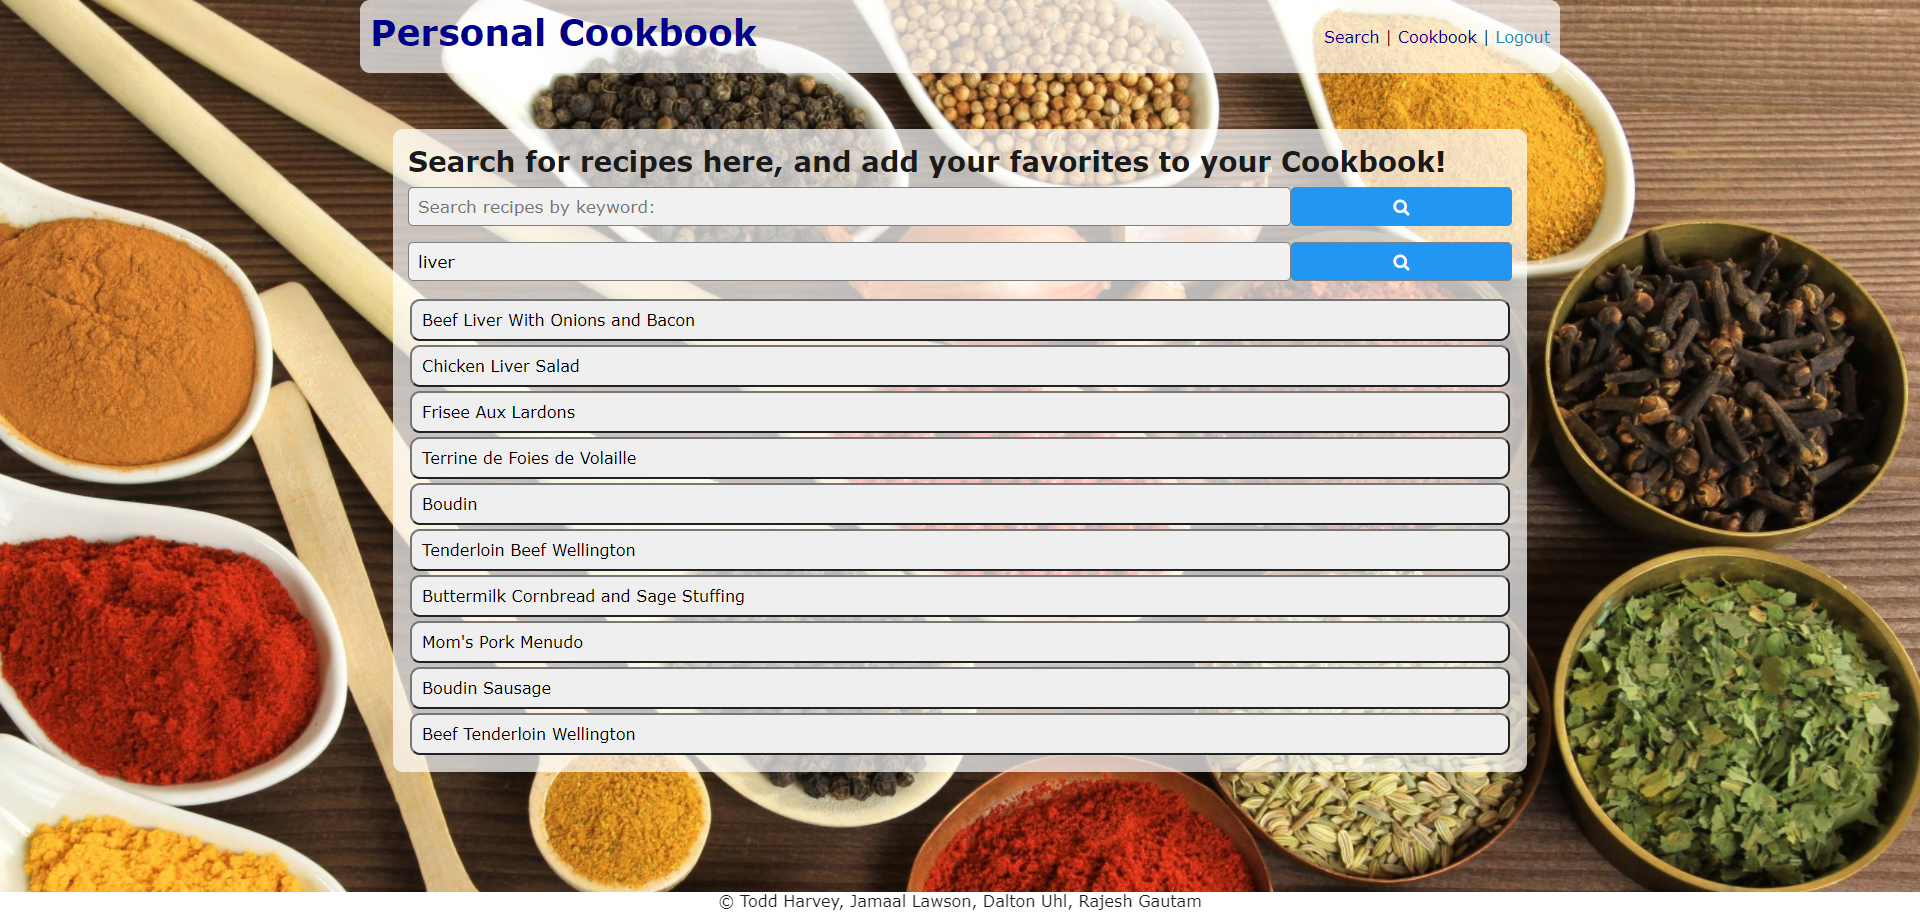 Personal Cookbook
Search | Cookbook | Logout
Search for recipes here, and add your favorites to your Cookbook!
Search recipes by keyword:
liver
Beef Liver With Onions and Bacon
Chicken Liver Salad
Frisee Aux Lardons
Terrine de Foies de Volaille
Boudin
Tenderloin Beef Wellington
Buttermilk Cornbread and Sage Stuffing
Mom's Pork Menudo
Boudin Sausage
Beef Tenderloin Wellington
© Todd Harvey, Jamaal Lawson, Dalton Uhl, Rajesh Gautam